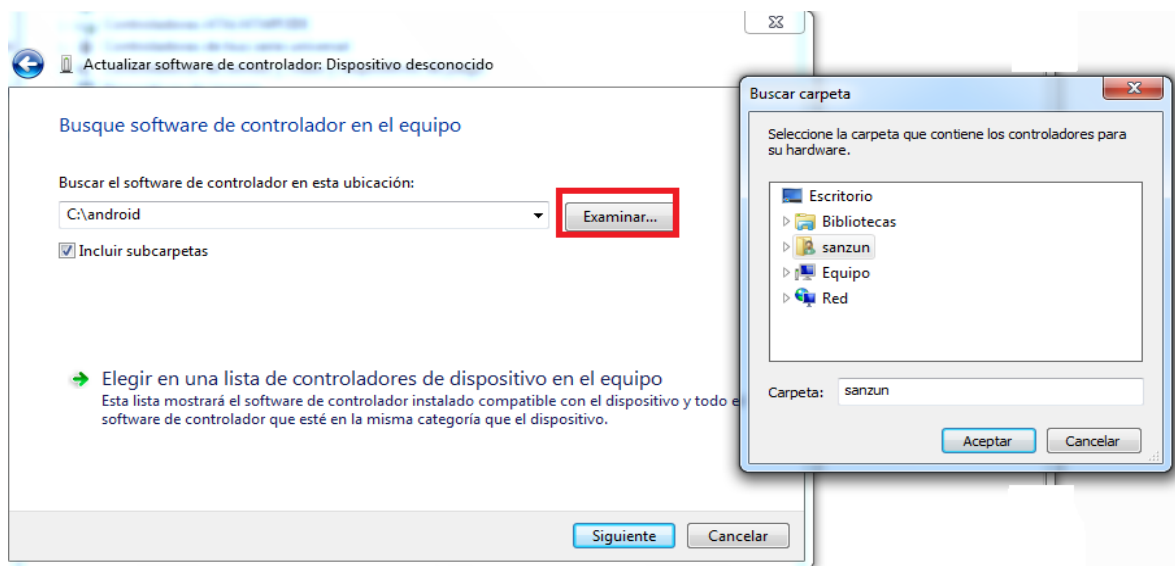 Actualizar software de controlador: Dispositivo desconocido
Busque software de controlador en el equipo
Buscar el software de controlador en esta ubicación:
C:\android
Examinar...
Incluir subcarpetas
Elegir en una lista de controladores de dispositivo en el equipo
Esta lista mostrará el software de controlador instalado compatible con el dispositivo y todo e
software de controlador que esté en la misma categoría que el dispositivo.
Siguiente
Cancelar
Buscar carpeta
Seleccione la carpeta que contiene los controladores para
su hardware.
Escritorio
Bibliotecas
sanzun
Equipo
Red
Carpeta: sanzun
Aceptar
Cancelar